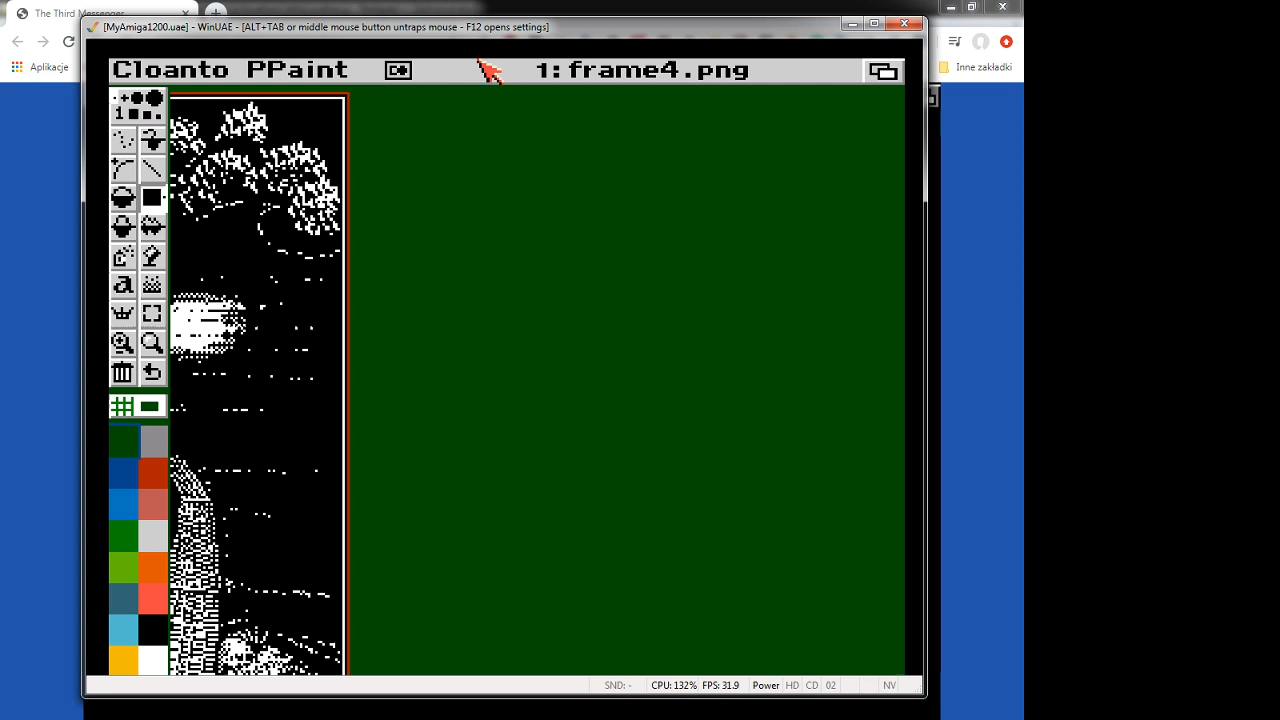 The Third Messenger
[MyAmiga1200.uae] - WinUAE - [ALT+TAB or middle mouse button untraps mouse - F12 opens settings]
Aplikacje
Inne zakładki
Cloanto PPaint
1:frame4.png
1
a
SND: -
CPU: 132%
FPS: 31.9
Power
HD
CD
02
NV